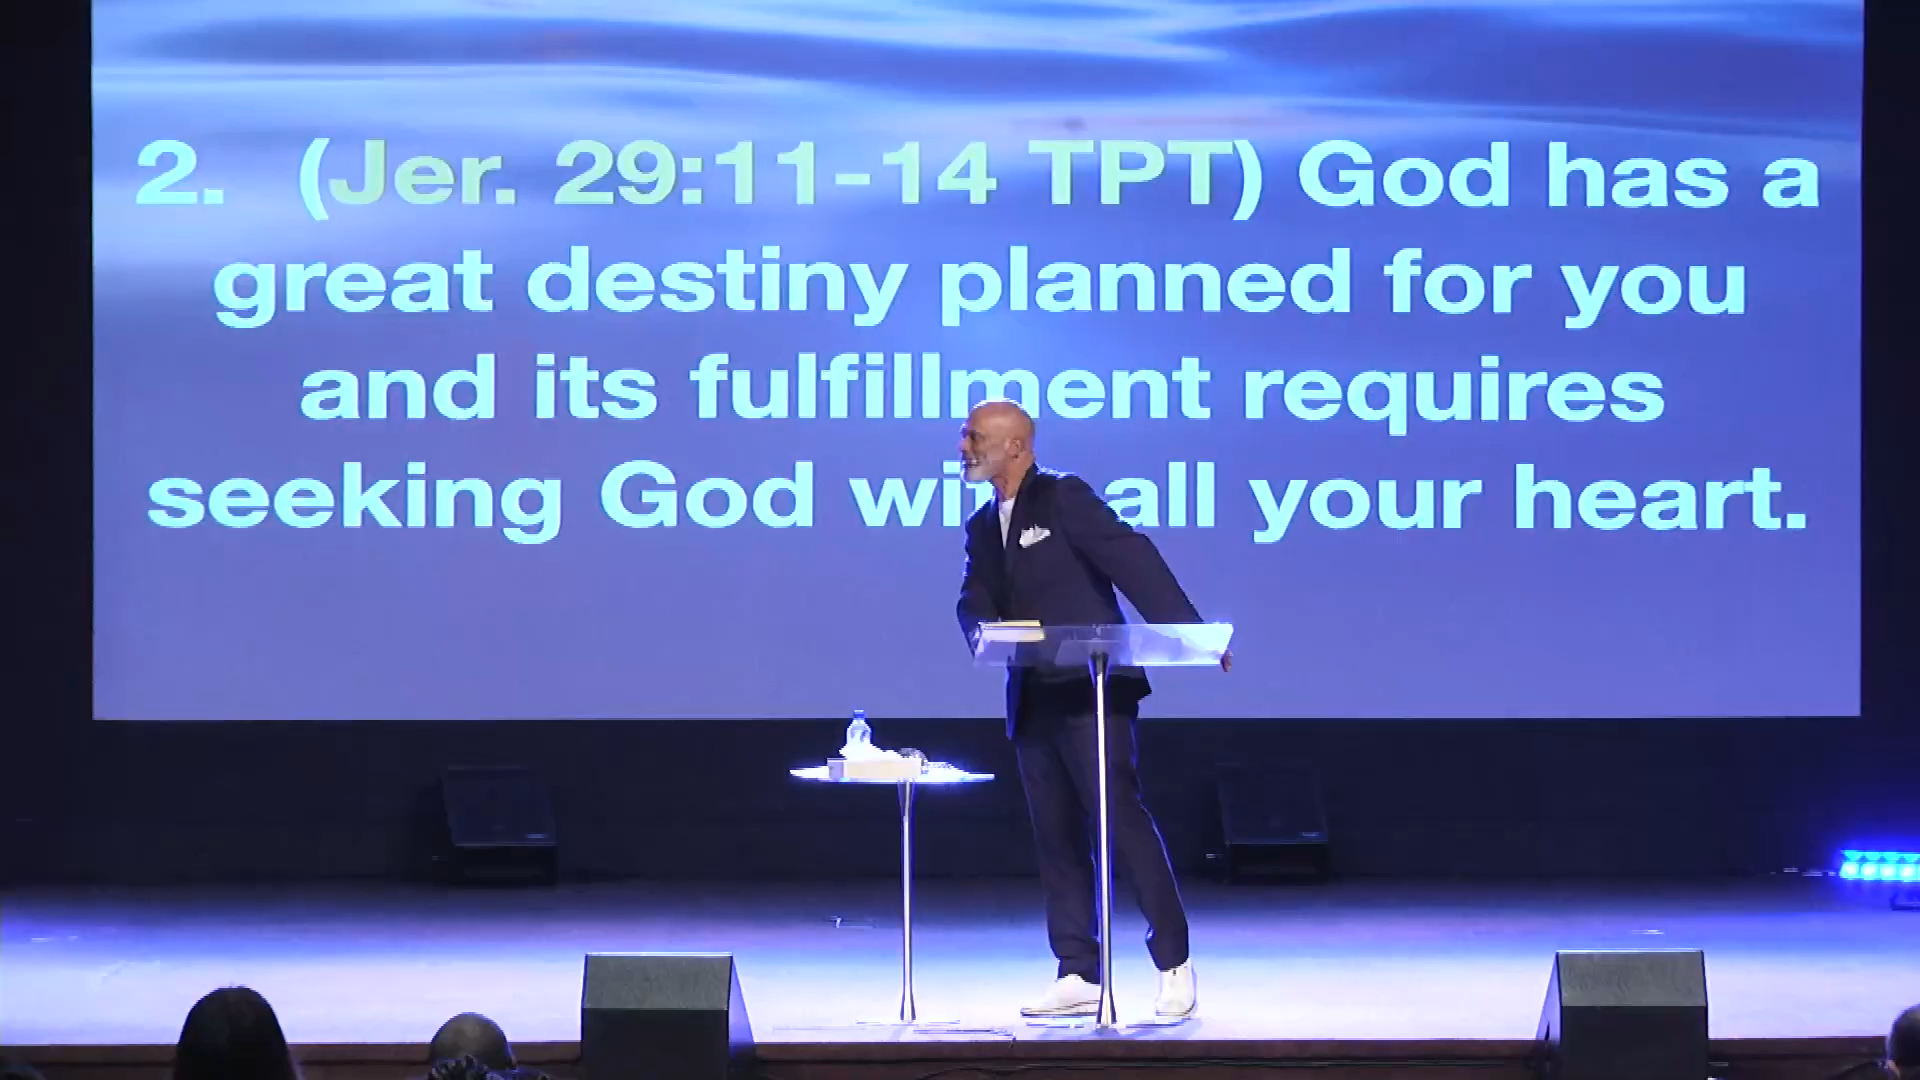 2. (Jer. 29:11-14 TPT) God has a
great destiny planned for you
and its fulfillment requires
seeking God with all your heart.